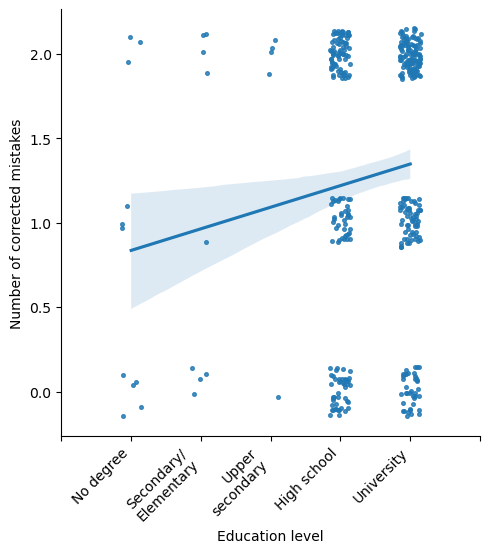 Number of corrected mistakes
2.0
1.5
1.0
0.5
0.0
No degree
Secondary/
Elementary
Upper
secondary
High school
University
Education level